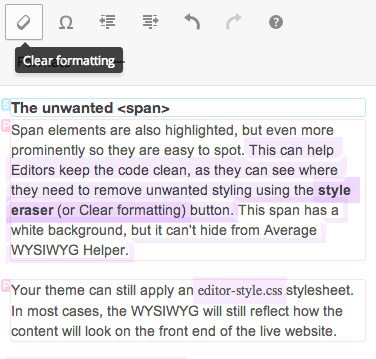 Clear formatting
The unwanted <span>
Span elements are also highlighted, but even more
prominently so they are easy to spot. This can help
Editors keep the code clean, as they can see where
they need to remove unwanted styling using the style
eraser (or Clear formatting) button. This span has a
white background, but it can't hide from Average
WYSIWYG Helper.
Your theme can still apply an editor-style.css stylesheet.
In most cases, the WYSIWYG will still reflect how the
content will look on the front end of the live website.